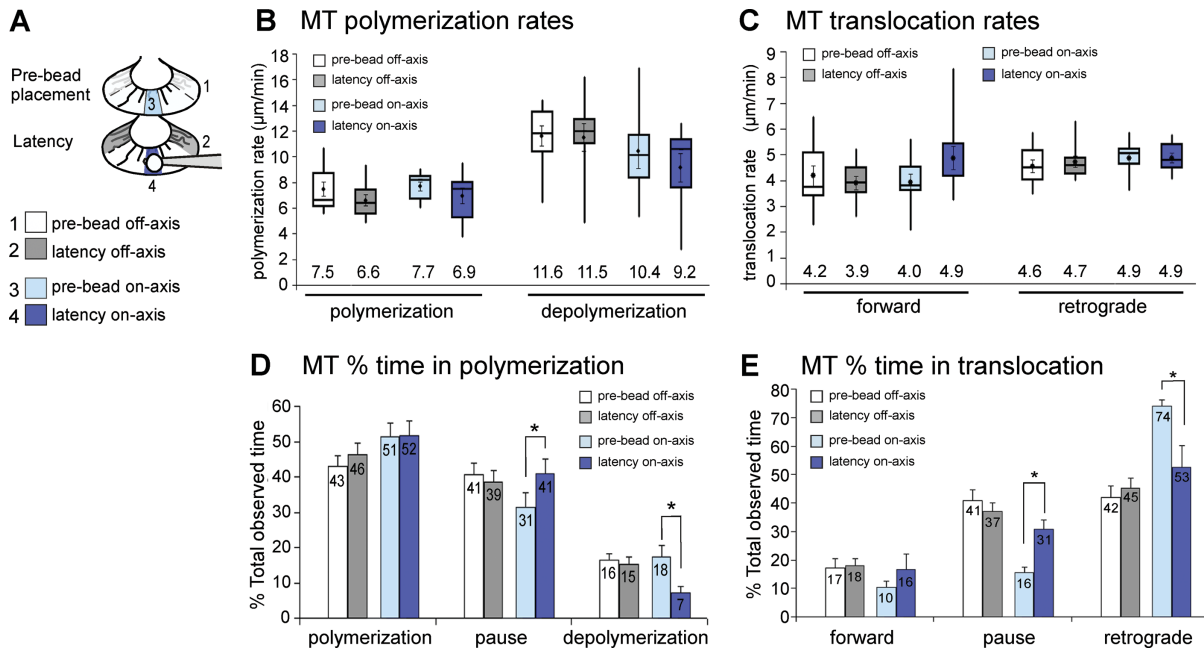 A
Pre-bead
placement
Latency
1
3
2
4
1 pre-bead off-axis
2 latency off-axis
3 pre-bead on-axis
4 latency on-axis
B MT polymerization rates
polymerization rate (µm/min)
18
16
14
12
10
8
6
4
2
0
pre-bead off-axis
latency off-axis
pre-bead on-axis
latency on-axis
7.5 6.6 7.7 6.9 11.6 11.5 10.4 9.2
polymerization depolymerization
C MT translocation rates
translocation rate (µm/min)
9
8
7
6
5
4
3
2
1
0
pre-bead off-axis pre-bead on-axis
latency off-axis latency on-axis
4.2 3.9 4.0 4.9 4.6 4.7 4.9 4.9
forward retrograde
D MT % time in polymerization
% Total observed time
60
50
40
30
20
10
0
pre-bead off-axis
latency off-axis
pre-bead on-axis
latency on-axis
* *
43 46 51 52 41 39 31 41 16 15 18 7
polymerization pause depolymerization
E MT % time in translocation
% Total observed time
80
70
60
50
40
30
20
10
0
pre-bead off-axis
latency off-axis
pre-bead on-axis
latency on-axis
* *
17 18 10 16 41 37 16 31 42 45 74 53
forward pause retrograde